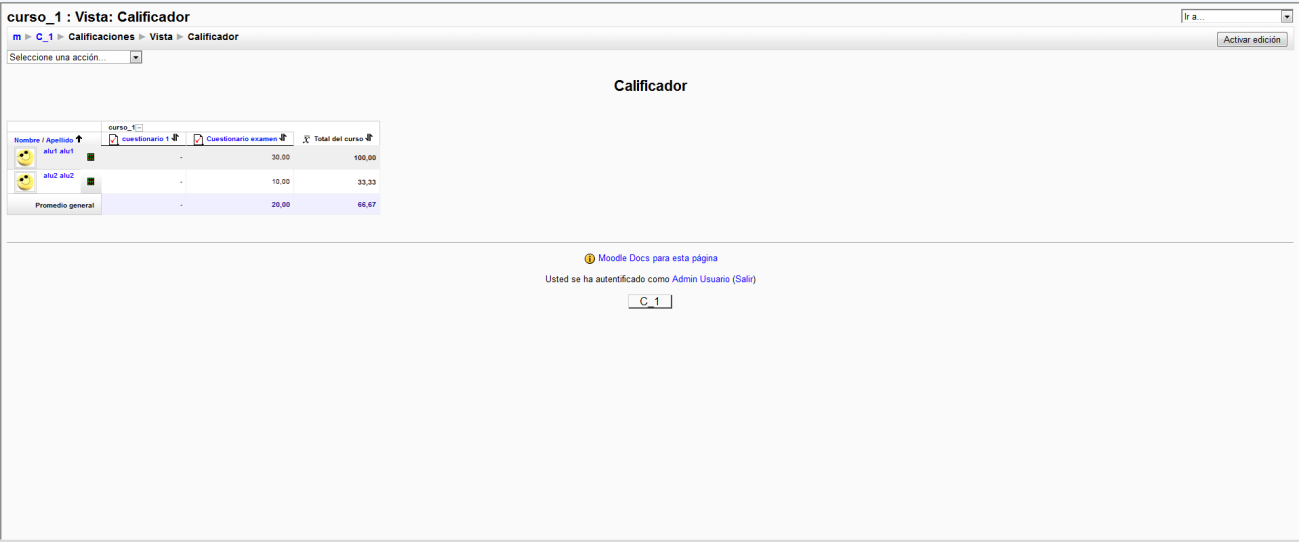 curso_1 : Vista: Calificador
Ir a...
m ► C_1 ► Calificaciones ► Vista ► Calificador
Activar edición
Seleccione una acción...
Calificador
curso_1
Nombre / Apellido cuestionario 1 Cuestionario examen x̄ Total del curso
alu1 alu1 - 30,00 100,00
alu2 alu2 - 10,00 33,33
Promedio general - 20,00 66,67
Moodle Docs para esta página
Usted se ha autentificado como Admin Usuario (Salir)
C_1